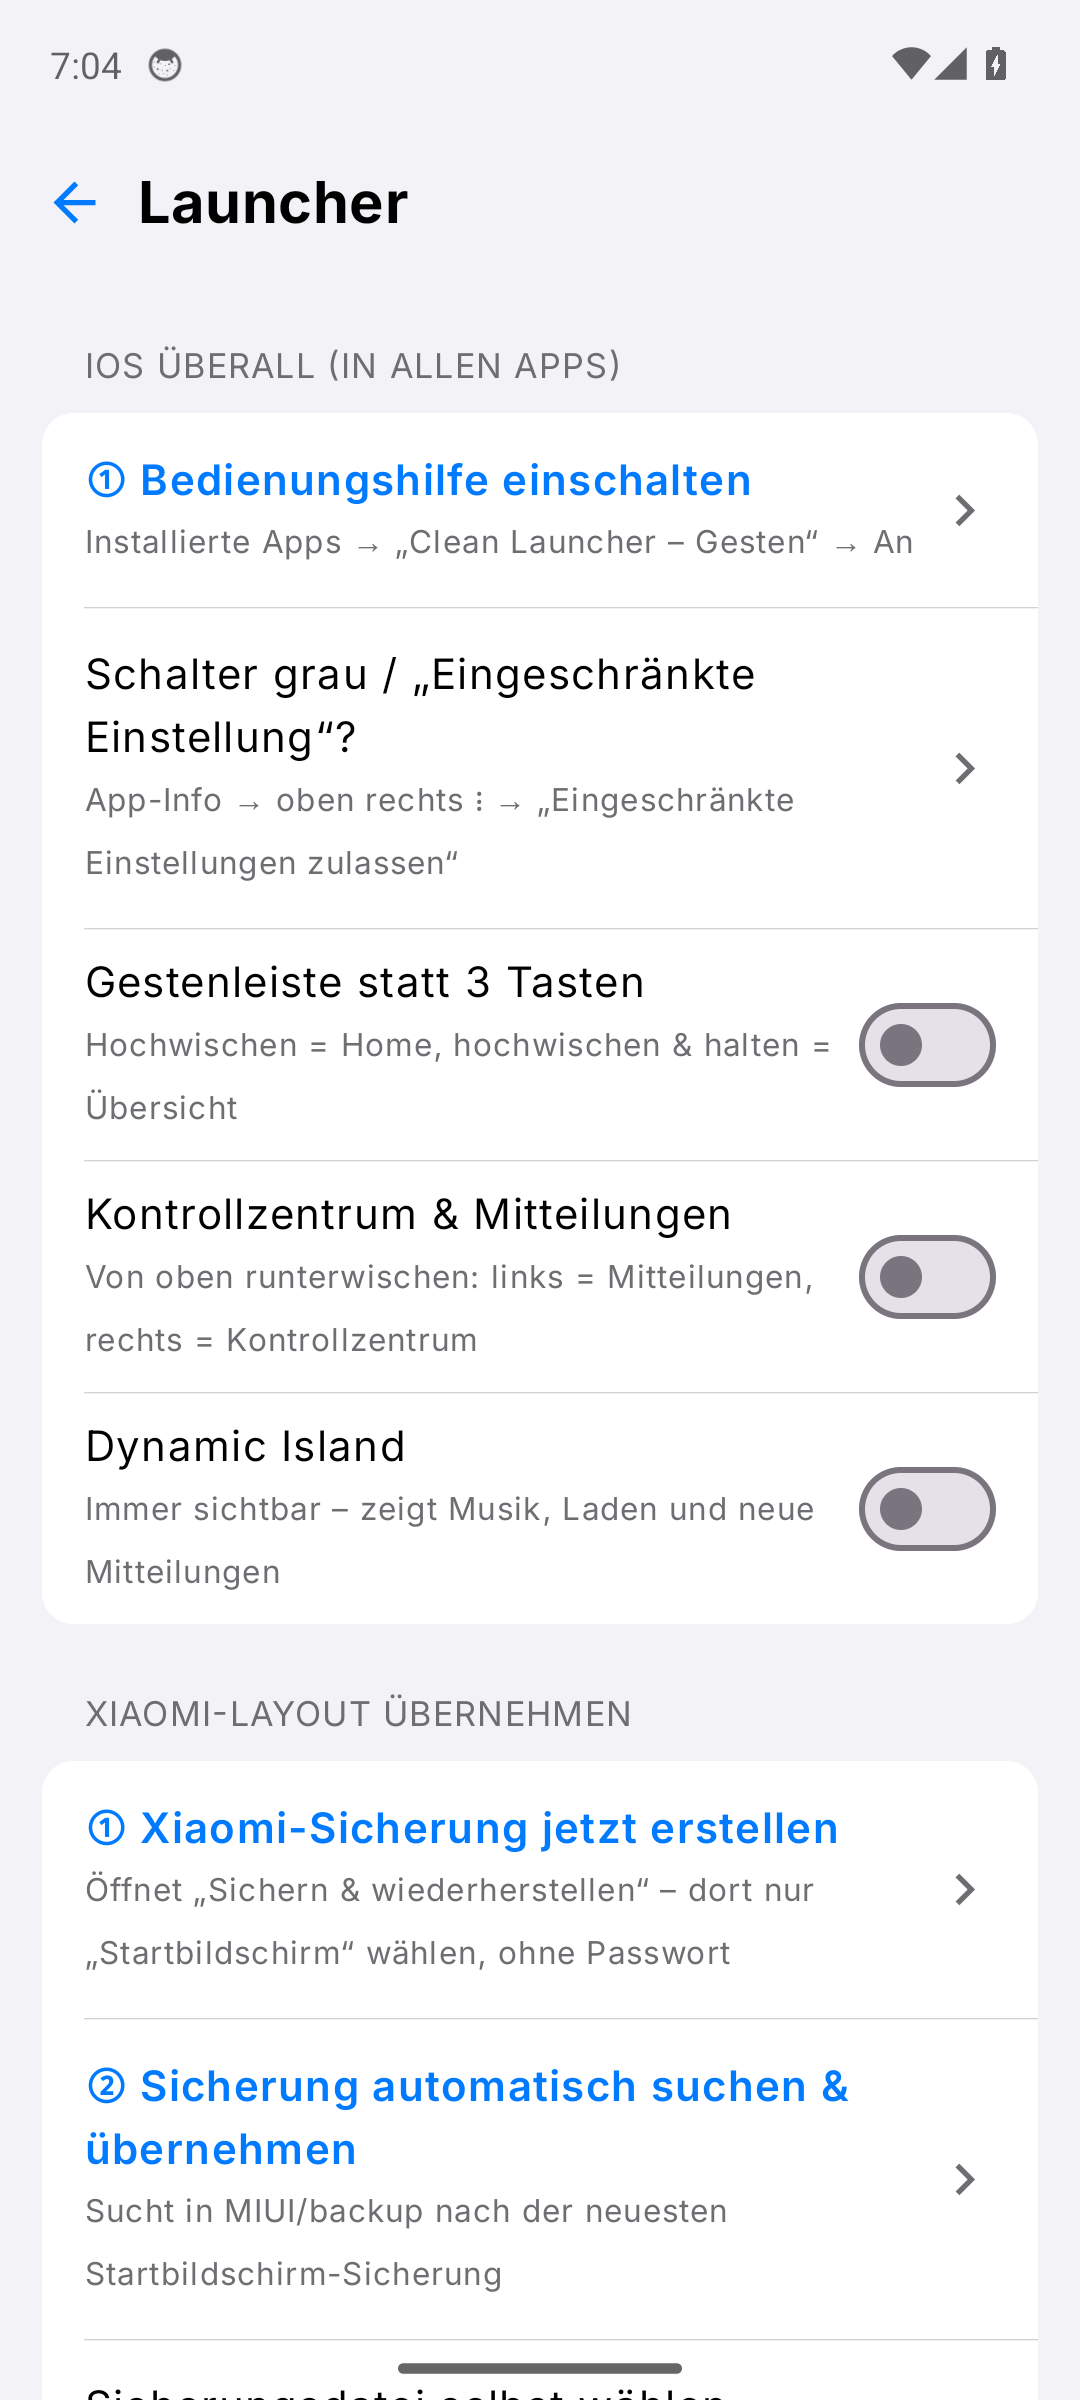 7:04
Launcher
IOS ÜBERALL (IN ALLEN APPS)
① Bedienungshilfe einschalten
Installierte Apps → „Clean Launcher – Gesten“ → An
Schalter grau / „Eingeschränkte
Einstellung“?
App-Info → oben rechts ⋮ → „Eingeschränkte
Einstellungen zulassen“
Gestenleiste statt 3 Tasten
Hochwischen = Home, hochwischen & halten =
Übersicht
Kontrollzentrum & Mitteilungen
Von oben runterwischen: links = Mitteilungen,
rechts = Kontrollzentrum
Dynamic Island
Immer sichtbar – zeigt Musik, Laden und neue
Mitteilungen
XIAOMI-LAYOUT ÜBERNEHMEN
① Xiaomi-Sicherung jetzt erstellen
Öffnet „Sichern & wiederherstellen“ – dort nur
„Startbildschirm“ wählen, ohne Passwort
② Sicherung automatisch suchen &
übernehmen
Sucht in MIUI/backup nach der neuesten
Startbildschirm-Sicherung
Sicherungsdatei selbst wählen